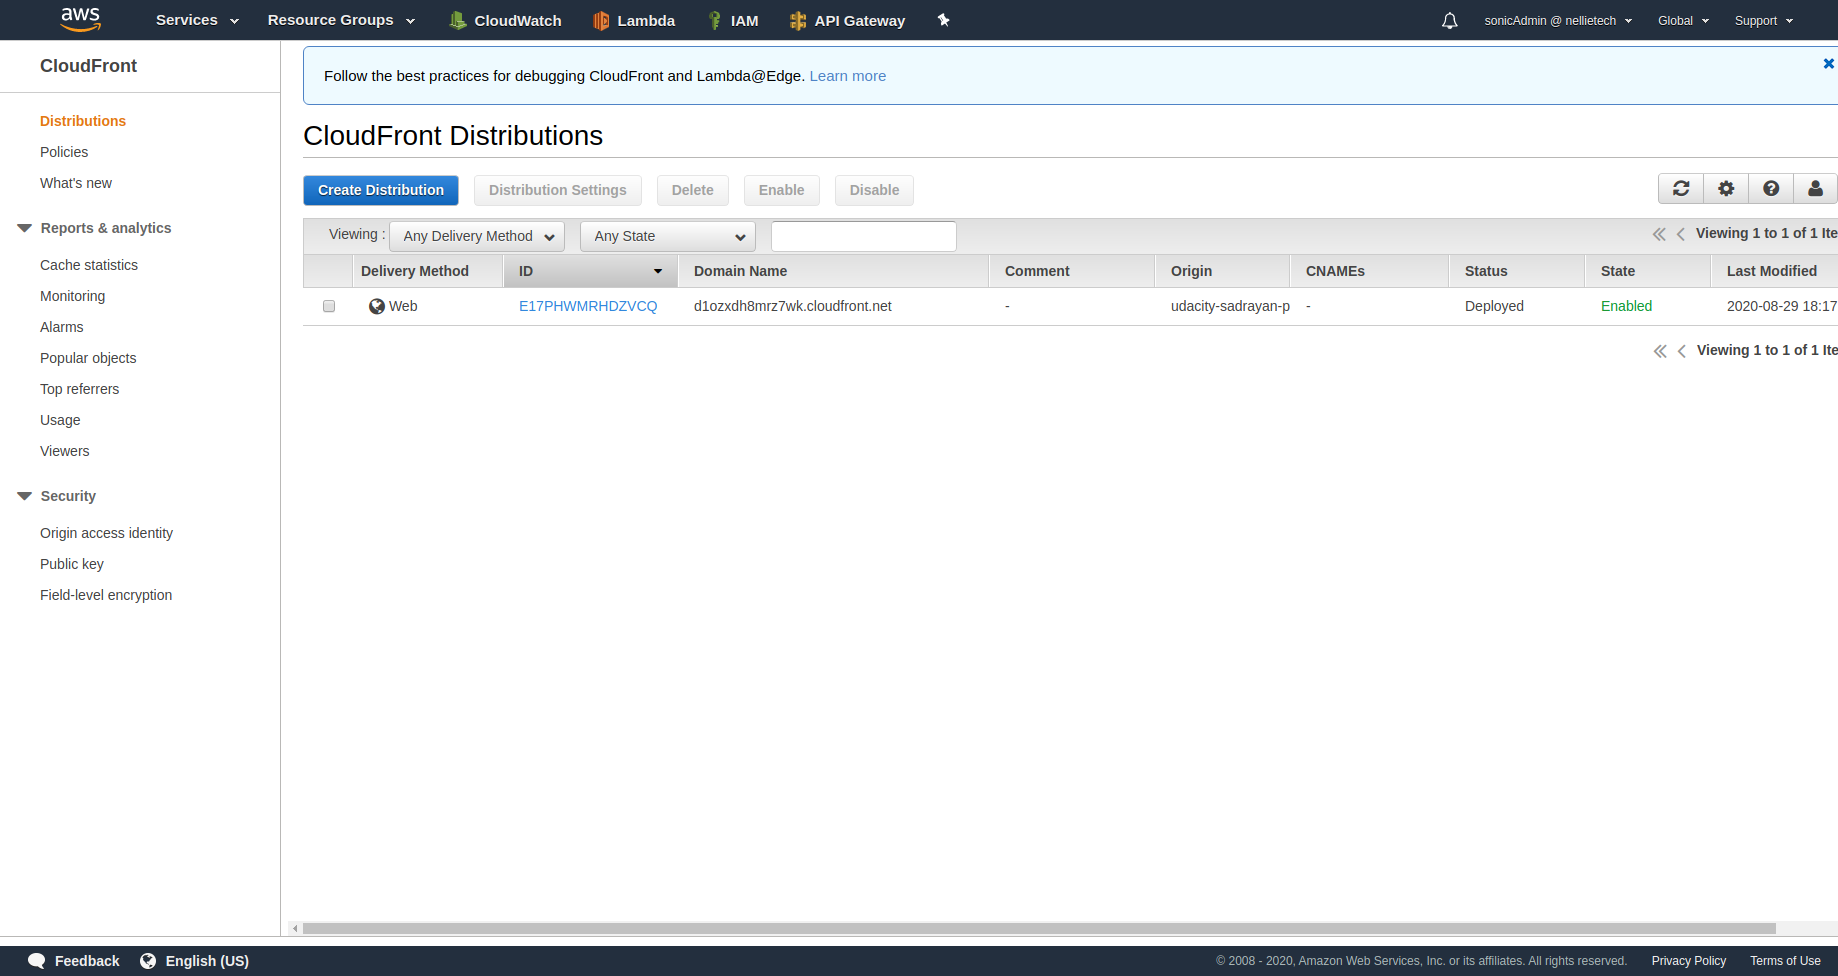 aws
Services
Resource Groups
CloudWatch
Lambda
IAM
API Gateway
sonicAdmin @ nellietech
Global
Support
CloudFront
Distributions
Policies
What's new
Reports & analytics
Cache statistics
Monitoring
Alarms
Popular objects
Top referrers
Usage
Viewers
Security
Origin access identity
Public key
Field-level encryption
Follow the best practices for debugging CloudFront and Lambda@Edge. Learn more
CloudFront Distributions
Create Distribution
Distribution Settings
Delete
Enable
Disable
Viewing :
Any Delivery Method
Any State
Viewing 1 to 1 of 1 Ite
Delivery Method
ID
Domain Name
Comment
Origin
CNAMEs
Status
State
Last Modified
Web
E17PHWMRHDZVCQ
d1ozxdh8mrz7wk.cloudfront.net
-
udacity-sadrayan-p
-
Deployed
Enabled
2020-08-29 18:17
Viewing 1 to 1 of 1 Ite
Feedback
English (US)
© 2008 - 2020, Amazon Web Services, Inc. or its affiliates. All rights reserved.
Privacy Policy
Terms of Use